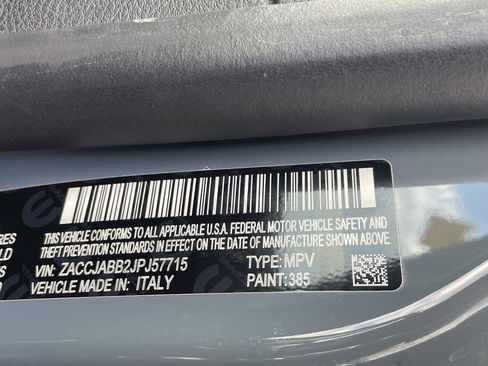 THIS VEHICLE CONFORMS TO ALL APPLICABLE U.S.A. FEDERAL MOTOR VEHICLE SAFETY AND
THEFT PREVENTION STANDARDS IN EFFECT ON THE DATE OF MANUFACTURE SHOWN ABOVE.
VIN: ZACCJABB2JPJ57715 TYPE: MPV
VEHICLE MADE IN: ITALY PAINT: 385